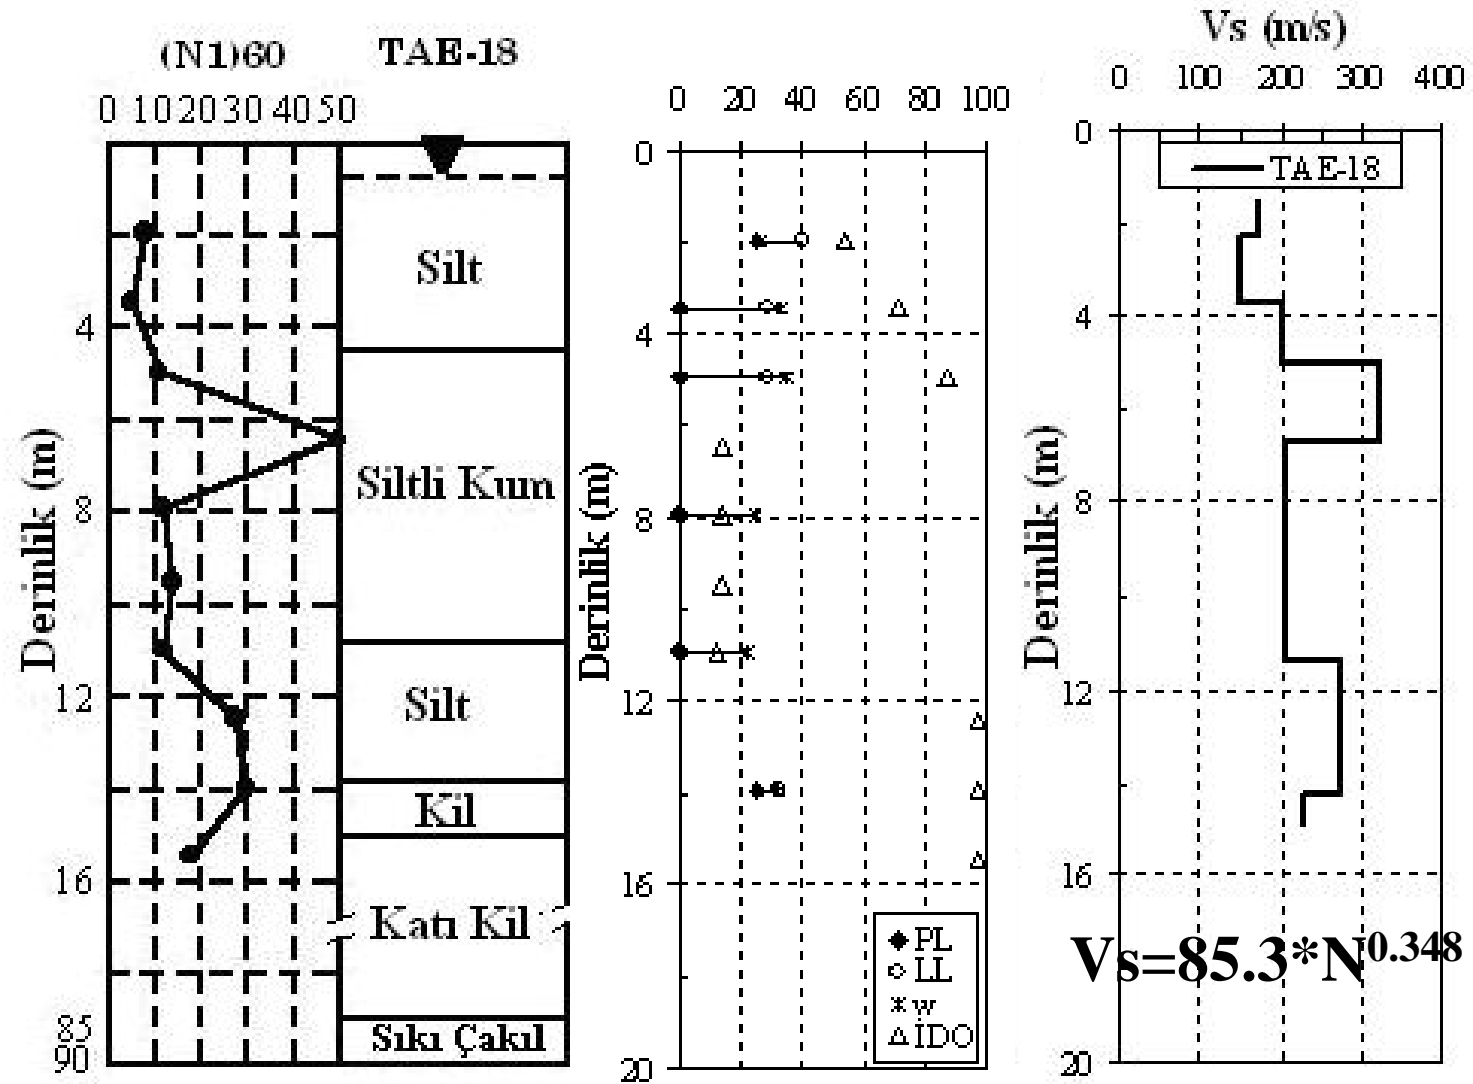 (N1)60
TAE-18
0 10 20 30 40 50
Derinlik (m)
4
8
12
16
85
90
Silt
Siltli Kum
Silt
Kil
Katı Kil
Sıkı Çakıl
0 20 40 60 80 100
Derinlik (m)
0
4
8
12
16
20
PL
LL
w
İDO
Vs (m/s)
0 100 200 300 400
TAE-18
Derinlik (m)
0
4
8
12
16
20
Vs=85.3*N^0.348